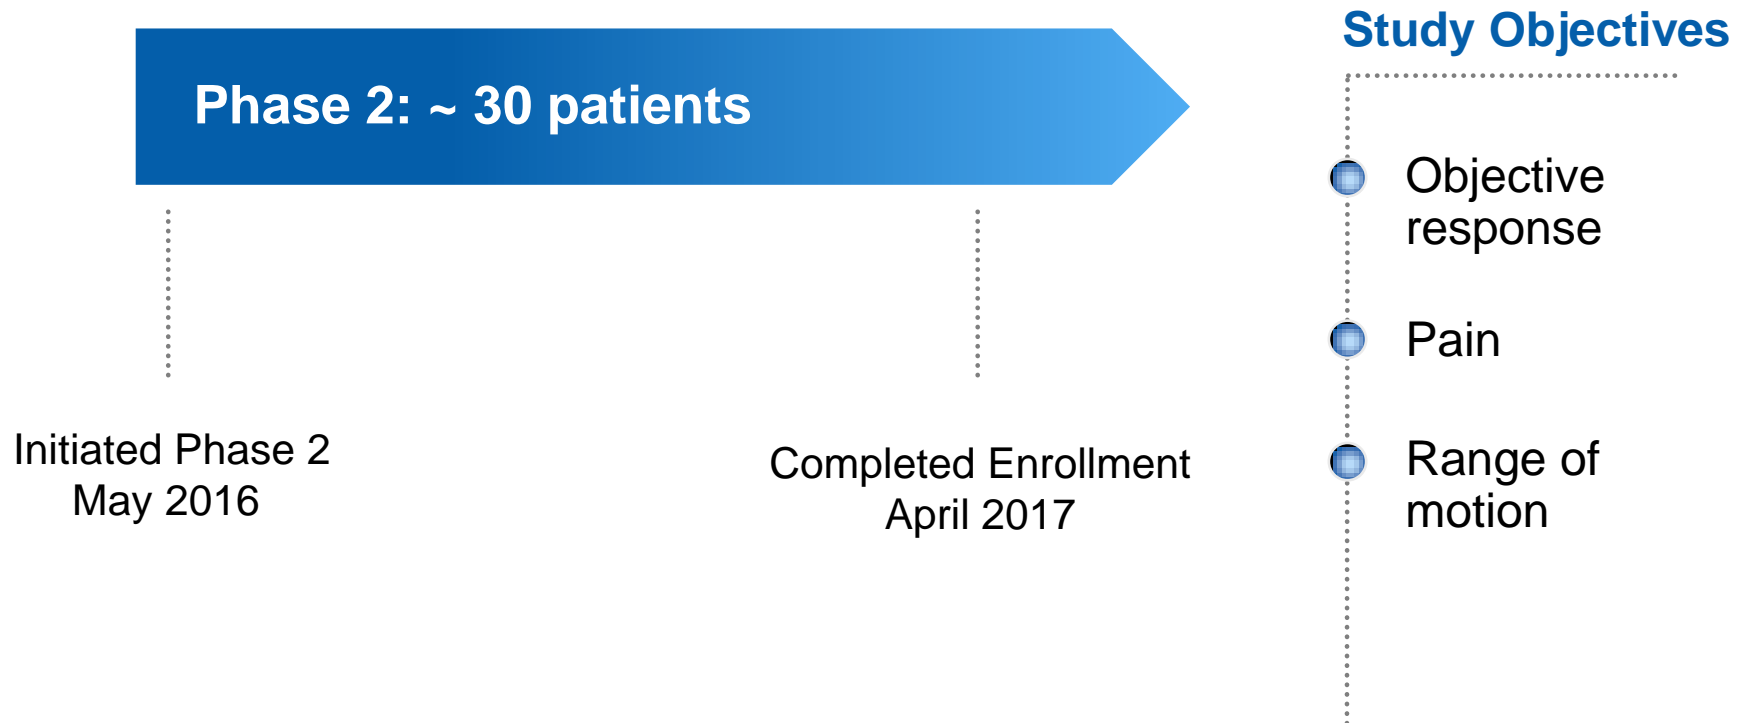 Study Objectives
Phase 2: ~ 30 patients
Objective
response
Pain
Range of
motion
Initiated Phase 2
May 2016
Completed Enrollment
April 2017